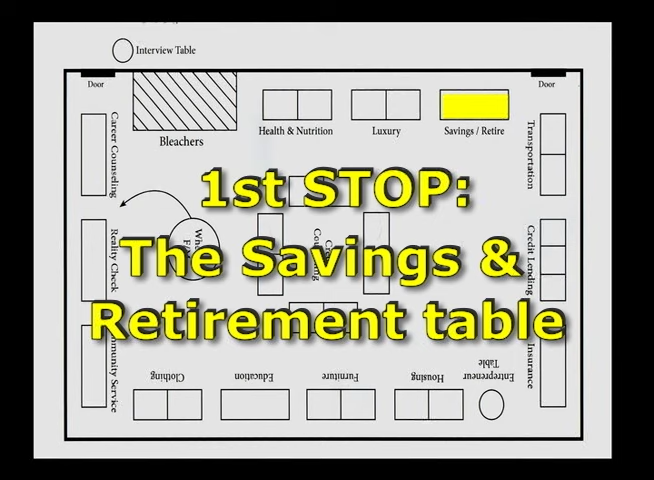 Interview Table
Door
Door
Bleachers
Health & Nutrition
Luxury
Savings / Retire
Career Counseling
Transportation
1st STOP:
The Savings &
Retirement table
Reality Check
Credit Lending
Insurance
Clothing
Education
Furniture
Housing
Entrepreneur
Table